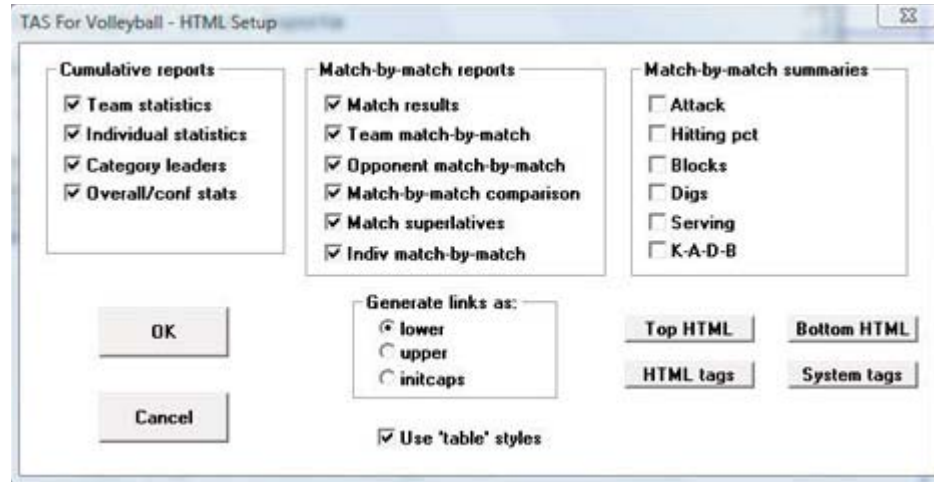 TAS For Volleyball - HTML Setup
Cumulative reports
Team statistics
Individual statistics
Category leaders
Overall/conf stats
Match-by-match reports
Match results
Team match-by-match
Opponent match-by-match
Match-by-match comparison
Match superlatives
Indiv match-by-match
Match-by-match summaries
Attack
Hitting pct
Blocks
Digs
Serving
K-A-D-B
OK
Cancel
Generate links as:
lower
upper
initcaps
Use 'table' styles
Top HTML
Bottom HTML
HTML tags
System tags